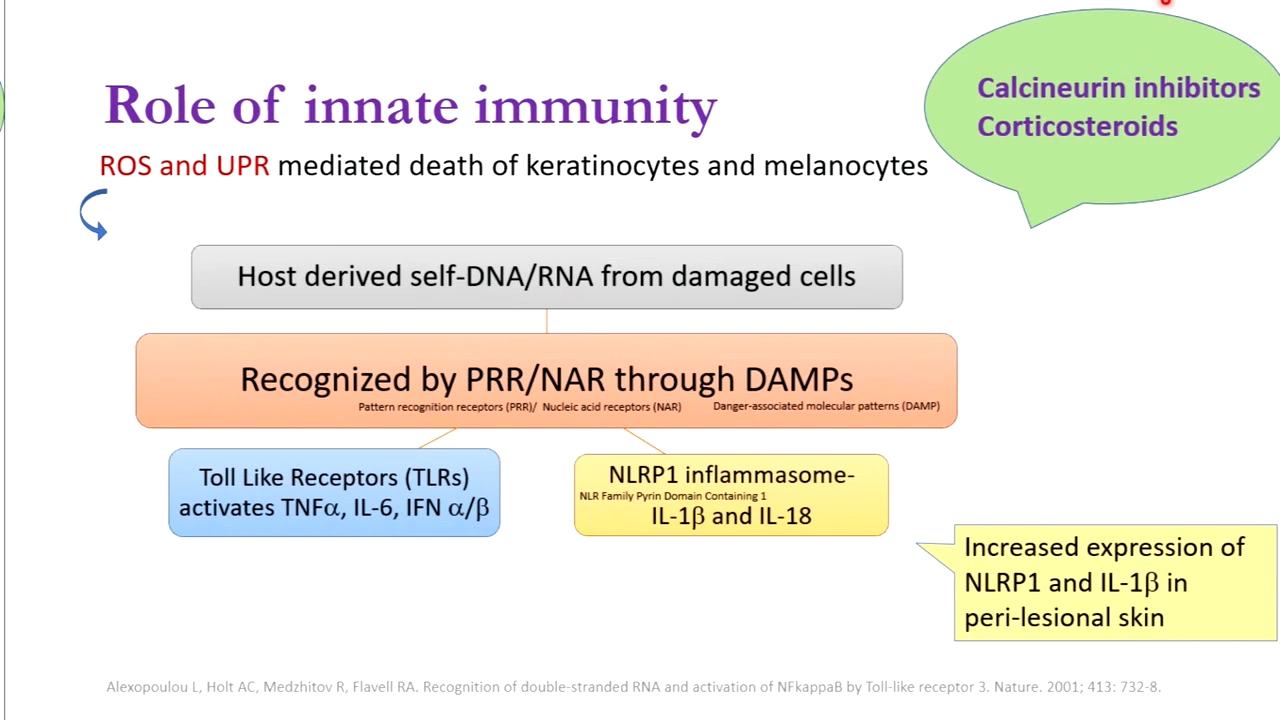 Calcineurin inhibitors
Corticosteroids
Role of innate immunity
ROS and UPR mediated death of keratinocytes and melanocytes
Host derived self-DNA/RNA from damaged cells
Recognized by PRR/NAR through DAMPs
Pattern recognition receptors (PRR)/ Nucleic acid receptors (NAR) Danger-associated molecular patterns (DAMP)
Toll Like Receptors (TLRs)
activates TNFα, IL-6, IFN α/β
NLRP1 inflammasome-
NLR Family Pyrin Domain Containing 1
IL-1β and IL-18
Increased expression of
NLRP1 and IL-1β in
peri-lesional skin
Alexopoulou L, Holt AC, Medzhitov R, Flavell RA. Recognition of double-stranded RNA and activation of NFkappaB by Toll-like receptor 3. Nature. 2001; 413: 732-8.